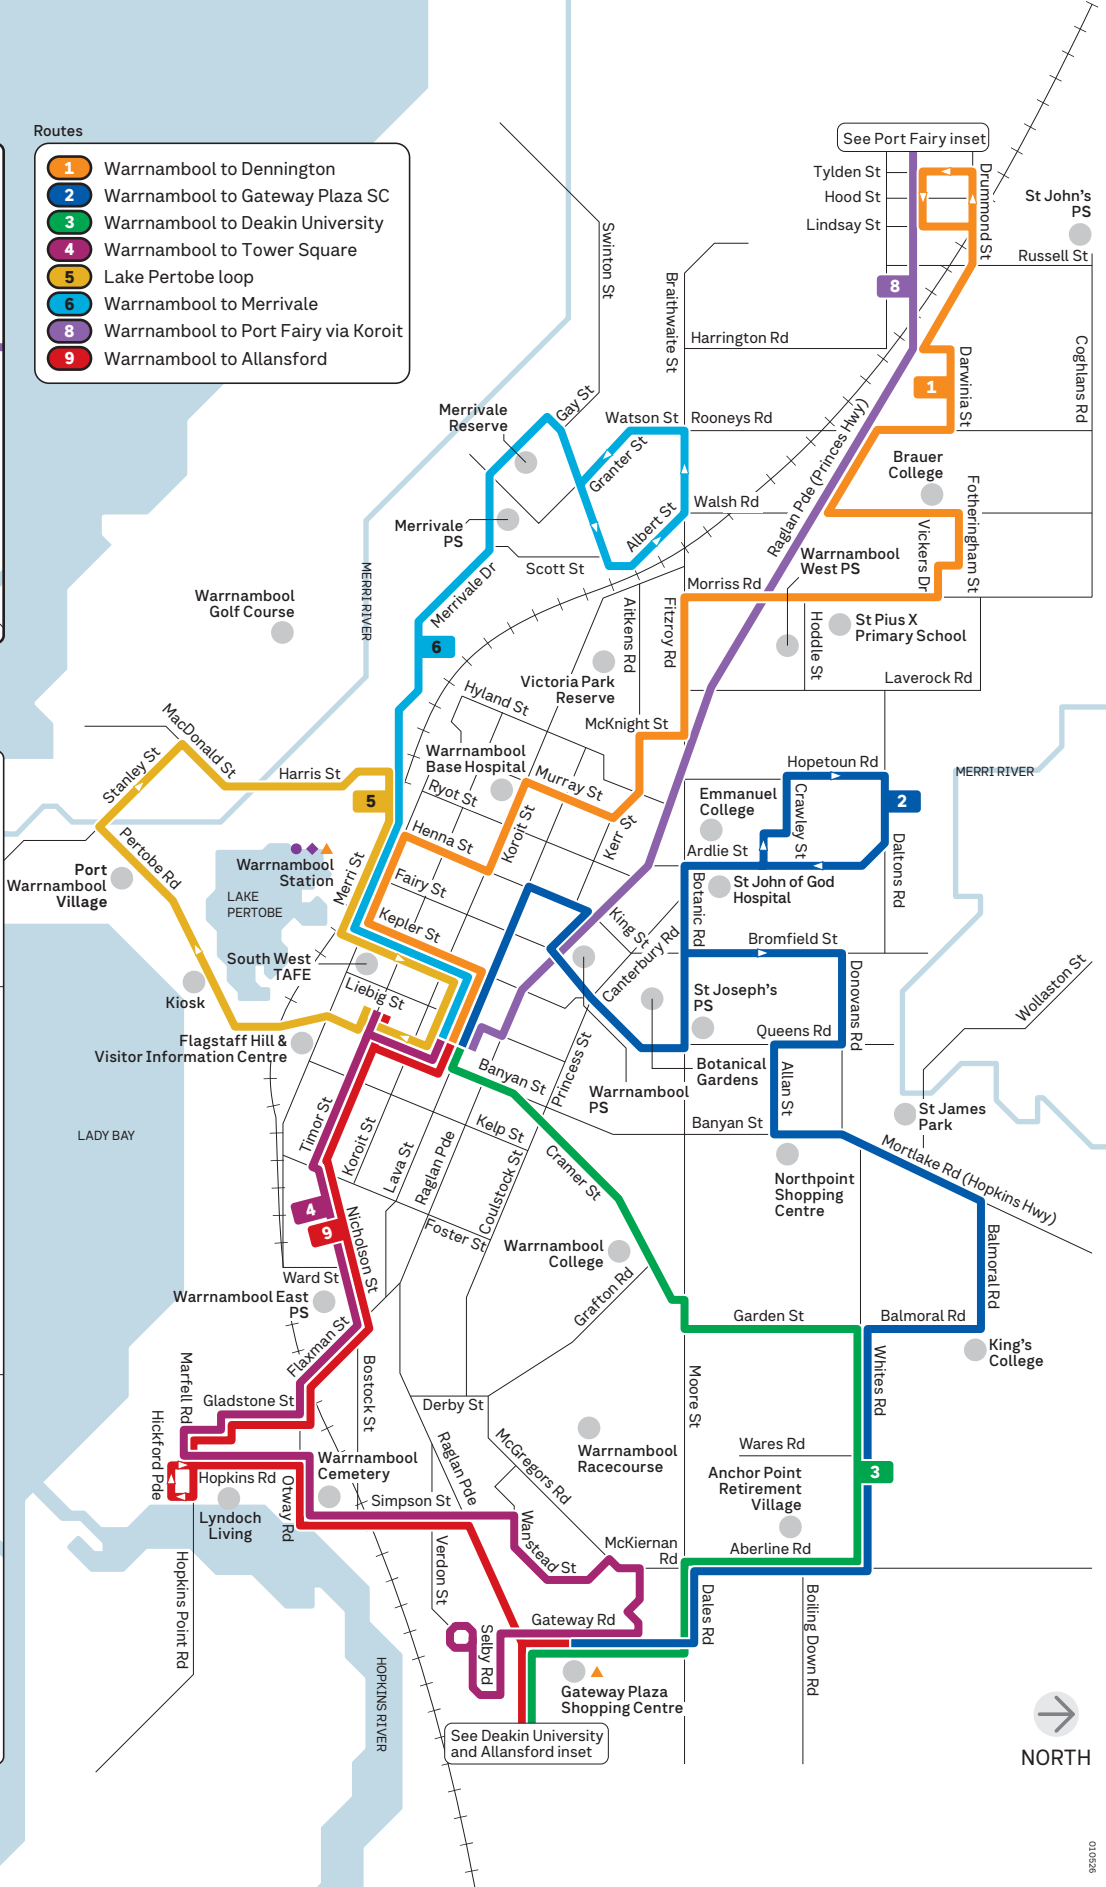 Routes
1 Warrnambool to Dennington
2 Warrnambool to Gateway Plaza SC
3 Warrnambool to Deakin University
4 Warrnambool to Tower Square
5 Lake Pertobe loop
6 Warrnambool to Merrivale
8 Warrnambool to Port Fairy via Koroit
9 Warrnambool to Allansford
See Port Fairy inset
Tylden St
Hood St
Lindsay St
Drummond St
St John's
PS
Russell St
8
Swinton St
Braithwaite St
Harrington Rd
Coghlans Rd
Darwinia St
1
Gay St
Merrivale
Reserve
Watson St
Rooneys Rd
Granter St
Raglan Pde (Princes Hwy)
Brauer
College
Fotheringham St
Vickers Dr
Walsh Rd
Albert St
Merrivale
PS
Scott St
Merrivale Dr
MERRI RIVER
Warrnambool
Golf Course
6
Warrnambool
West PS
Morriss Rd
Aitkens Rd
Fitzroy Rd
Hoddle St
St Pius X
Primary School
Laverock Rd
Victoria Park
Reserve
Hyland St
McKnight St
MacDonald St
Stanley St
Harris St
5
Warrnambool
Base Hospital
Murray St
Ryot St
Koroit St
Kerr St
Henna St
Hopetoun Rd
MERRI RIVER
Emmanuel
College
Crawley St
2
Daltons Rd
Ardlie St
St John of God
Hospital
Botanic Rd
Pertobe Rd
Port
Warrnambool
Village
Warrnambool
Station
LAKE
PERTOBE
Merri St
Fairy St
Kepler St
King St
Canterbury Rd
Bromfield St
Donovans Rd
Wollaston St
South West
TAFE
Liebig St
Kiosk
St Joseph's
PS
Queens Rd
Flagstaff Hill &
Visitor Information Centre
Banyan St
Princess St
Warrnambool
PS
Botanical
Gardens
Allan St
Banyan St
St James
Park
Mortlake Rd (Hopkins Hwy)
LADY BAY
Timor St
Koroit St
Lava St
Raglan Pde
Kelp St
Coulstock St
Cramer St
Northpoint
Shopping
Centre
4
9
Nicholson St
Foster St
Warrnambool
College
Grafton Rd
Balmoral Rd
Ward St
Warrnambool East
PS
Garden St
Balmoral Rd
King's
College
Flaxman St
Marfell Rd
Bostock St
Gladstone St
Hickford Pde
Derby St
Moore St
Whites Rd
Raglan Pde
McGregors Rd
Warrnambool
Racecourse
Wares Rd
Anchor Point
Retirement
Village
3
Warrnambool
Cemetery
Hopkins Rd
Otway Rd
Simpson St
Lyndoch
Living
Wanstead St
McKiernan
Rd
Aberline Rd
Verdon St
Hopkins Point Rd
Gateway Rd
Selby Rd
Dales Rd
Boiling Down Rd
HOPKINS RIVER
Gateway Plaza
Shopping Centre
See Deakin University
and Allansford inset
NORTH
010526